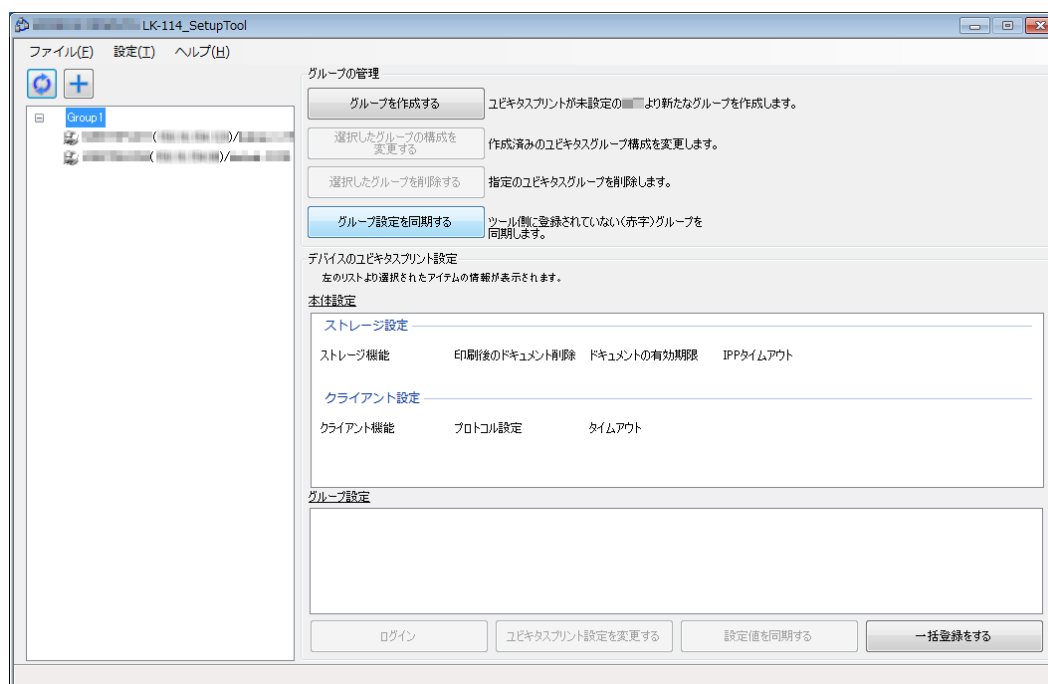 LK-114_SetupTool
ファイル(F) 設定(T) ヘルプ(H)
グループの管理
グループを作成する ユビキタスプリントが未設定の より新たなグループを作成します。
Group1
( )/
( )/
選択したグループの構成を
変更する
作成済みのユビキタスグループ構成を変更します。
選択したグループを削除する 指定のユビキタスグループを削除します。
グループ設定を同期する
ツール側に登録されていない(赤字)グループを
同期します。
デバイスのユビキタスプリント設定
左のリストより選択されたアイテムの情報が表示されます。
本体設定
ストレージ設定
ストレージ機能 印刷後のドキュメント削除 ドキュメントの有効期限 IPPタイムアウト
クライアント設定
クライアント機能 プロトコル設定 タイムアウト
グループ設定
ログイン ユビキタスプリント設定を変更する 設定値を同期する 一括登録をする